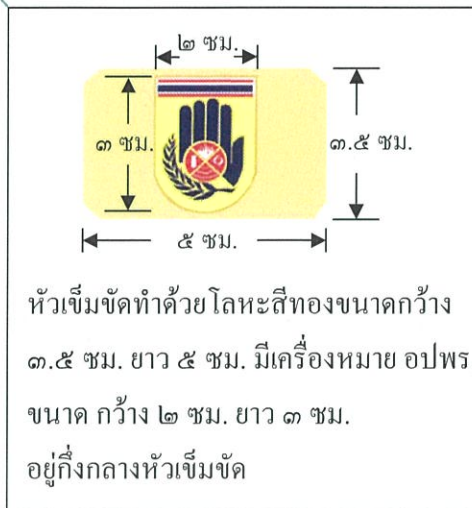 ๒ ซม.
๓ ซม.
๓.๕ ซม.
๕ ซม.
หัวเข็มขัดทำด้วยโลหะสีทองขนาดกว้าง
๓.๕ ซม. ยาว ๕ ซม. มีเครื่องหมาย อปพร
ขนาด กว้าง ๒ ซม. ยาว ๓ ซม.
อยู่กึ่งกลางหัวเข็มขัด